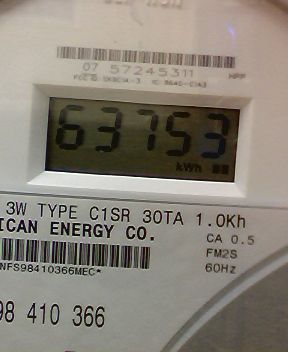 07 57245311
HPP
63753
kWh
3W TYPE C1SR 30TA 1.0Kh
ICAN ENERGY CO.
CA 0.5
FM2S
60Hz
NFS98410366MEC*
98 410 366